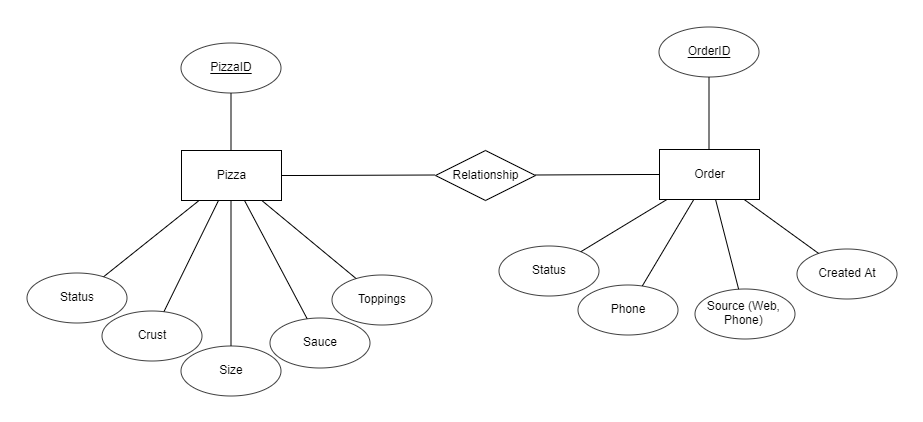 OrderID
PizzaID
Pizza
Relationship
Order
Status
Crust
Size
Sauce
Toppings
Status
Phone
Source (Web,
Phone)
Created At